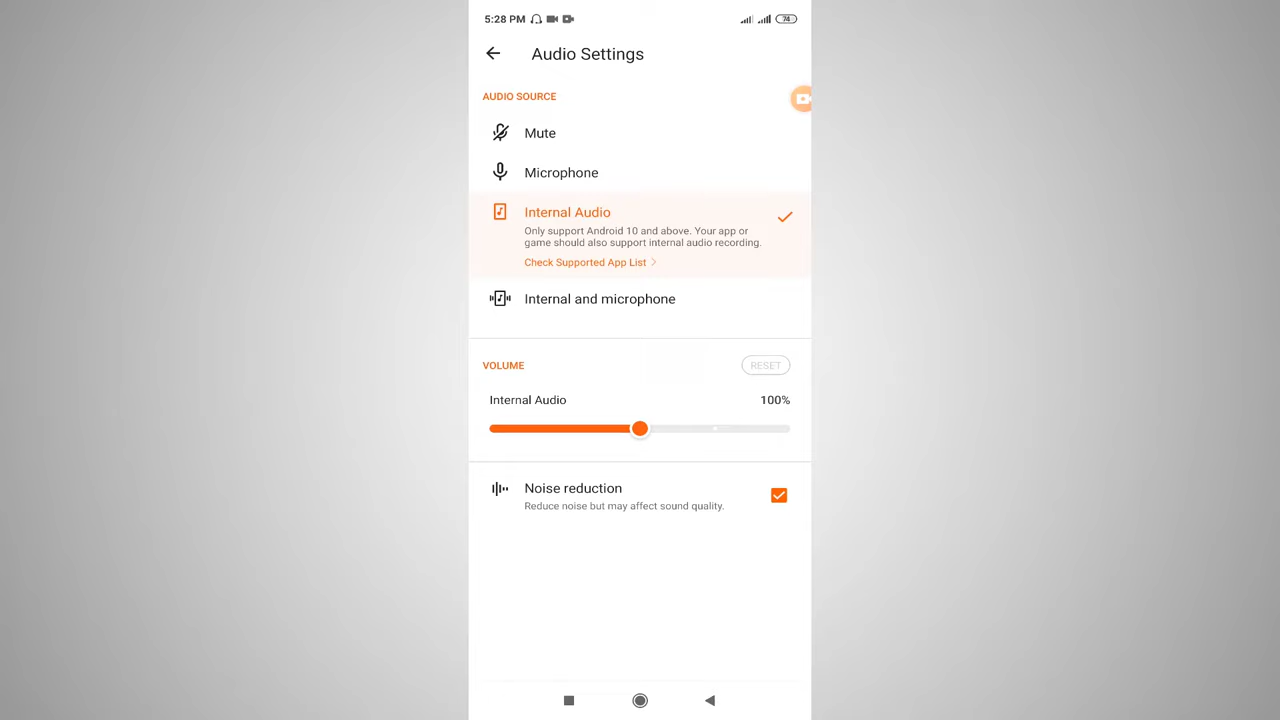 5:28 PM 74
Audio Settings
AUDIO SOURCE
Mute
Microphone
Internal Audio
Only support Android 10 and above. Your app or
game should also support internal audio recording.
Check Supported App List
Internal and microphone
VOLUME RESET
Internal Audio 100%
Noise reduction
Reduce noise but may affect sound quality.